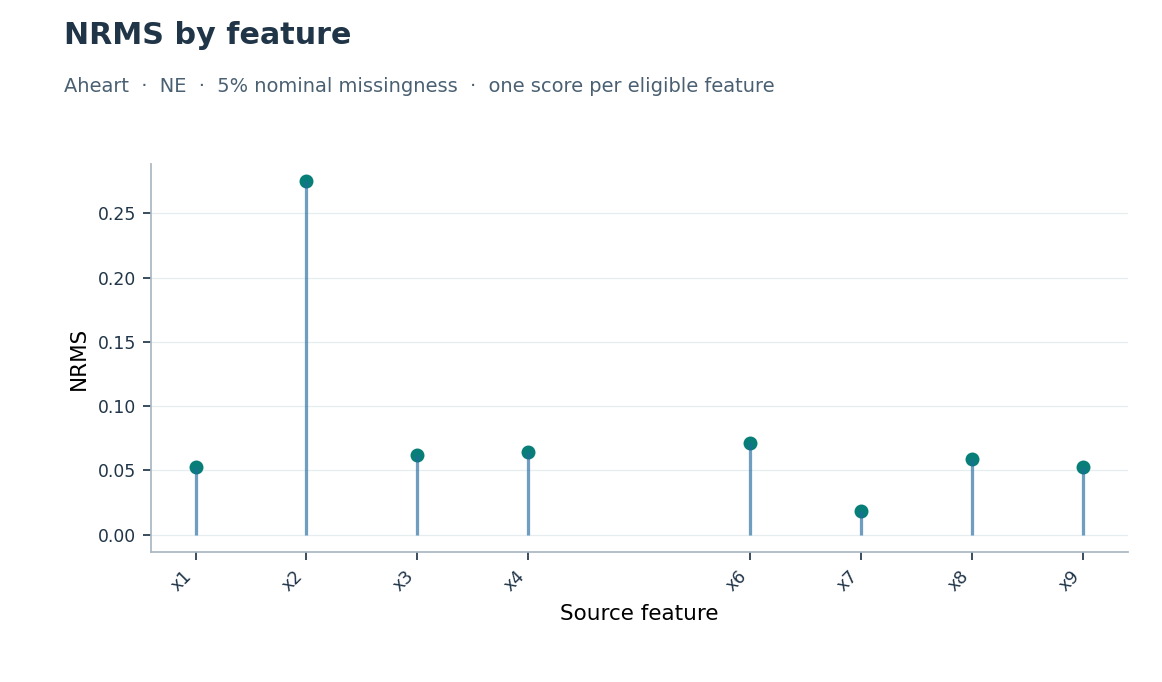 NRMS by feature
Aheart · NE · 5% nominal missingness · one score per eligible feature
NRMS
0.25
0.20
0.15
0.10
0.05
0.00
x1 x2 x3 x4 x6 x7 x8 x9
Source feature